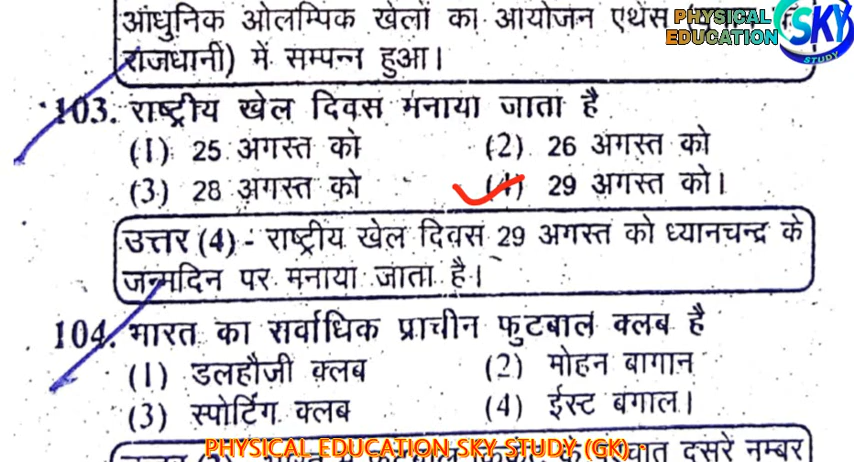 आधुनिक ओलम्पिक खेलों का आयोजन एथेंस
PHYSICAL EDUCATION
SKY
STUDY
राजधानी) में सम्पन्न हुआ।
103. राष्ट्रीय खेल दिवस मनाया जाता है
(1) 25 अगस्त को (2) 26 अगस्त को
(3) 28 अगस्त को (4) 29 अगस्त को।
उत्तर (4) - राष्ट्रीय खेल दिवस 29 अगस्त को ध्यानचन्द्र के
जन्मदिन पर मनाया जाता है।
104. भारत का सर्वाधिक प्राचीन फुटबाल क्लब है
(1) डलहौजी क्लब (2) मोहन बागान
(3) स्पोर्टिंग क्लब (4) ईस्ट बंगाल।
PHYSICAL EDUCATION SKY STUDY (GK) -
दूसरे नम्बर